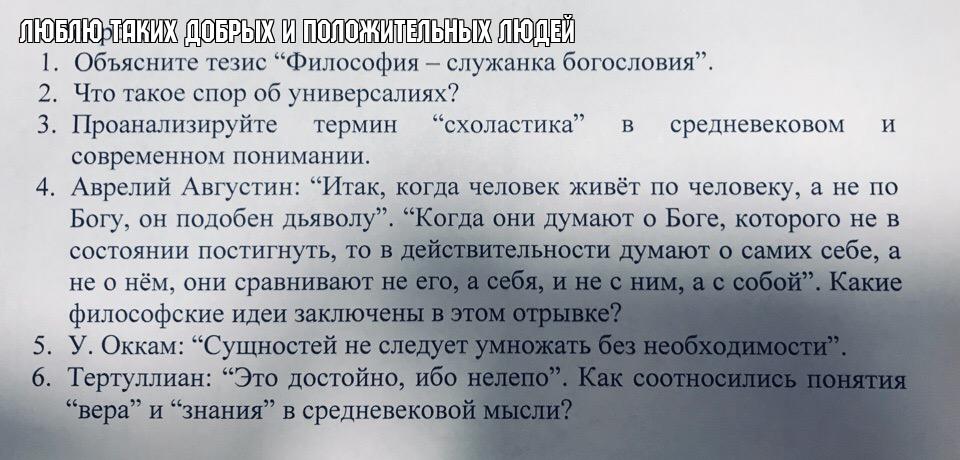 ЛЮБЛЮ ТАКИХ ДОБРЫХ И ПОЛОЖИТЕЛЬНЫХ ЛЮДЕЙ
1. Объясните тезис “Философия – служанка богословия”.
2. Что такое спор об универсалиях?
3. Проанализируйте термин “схоластика” в средневековом и
современном понимании.
4. Аврелий Августин: “Итак, когда человек живёт по человеку, а не по
Богу, он подобен дьяволу”. “Когда они думают о Боге, которого не в
состоянии постигнуть, то в действительности думают о самих себе, а
не о нём, они сравнивают не его, а себя, и не с ним, а с собой”. Какие
философские идеи заключены в этом отрывке?
5. У. Оккам: “Сущностей не следует умножать без необходимости”.
6. Тертуллиан: “Это достойно, ибо нелепо”. Как соотносились понятия
“вера” и “знания” в средневековой мысли?